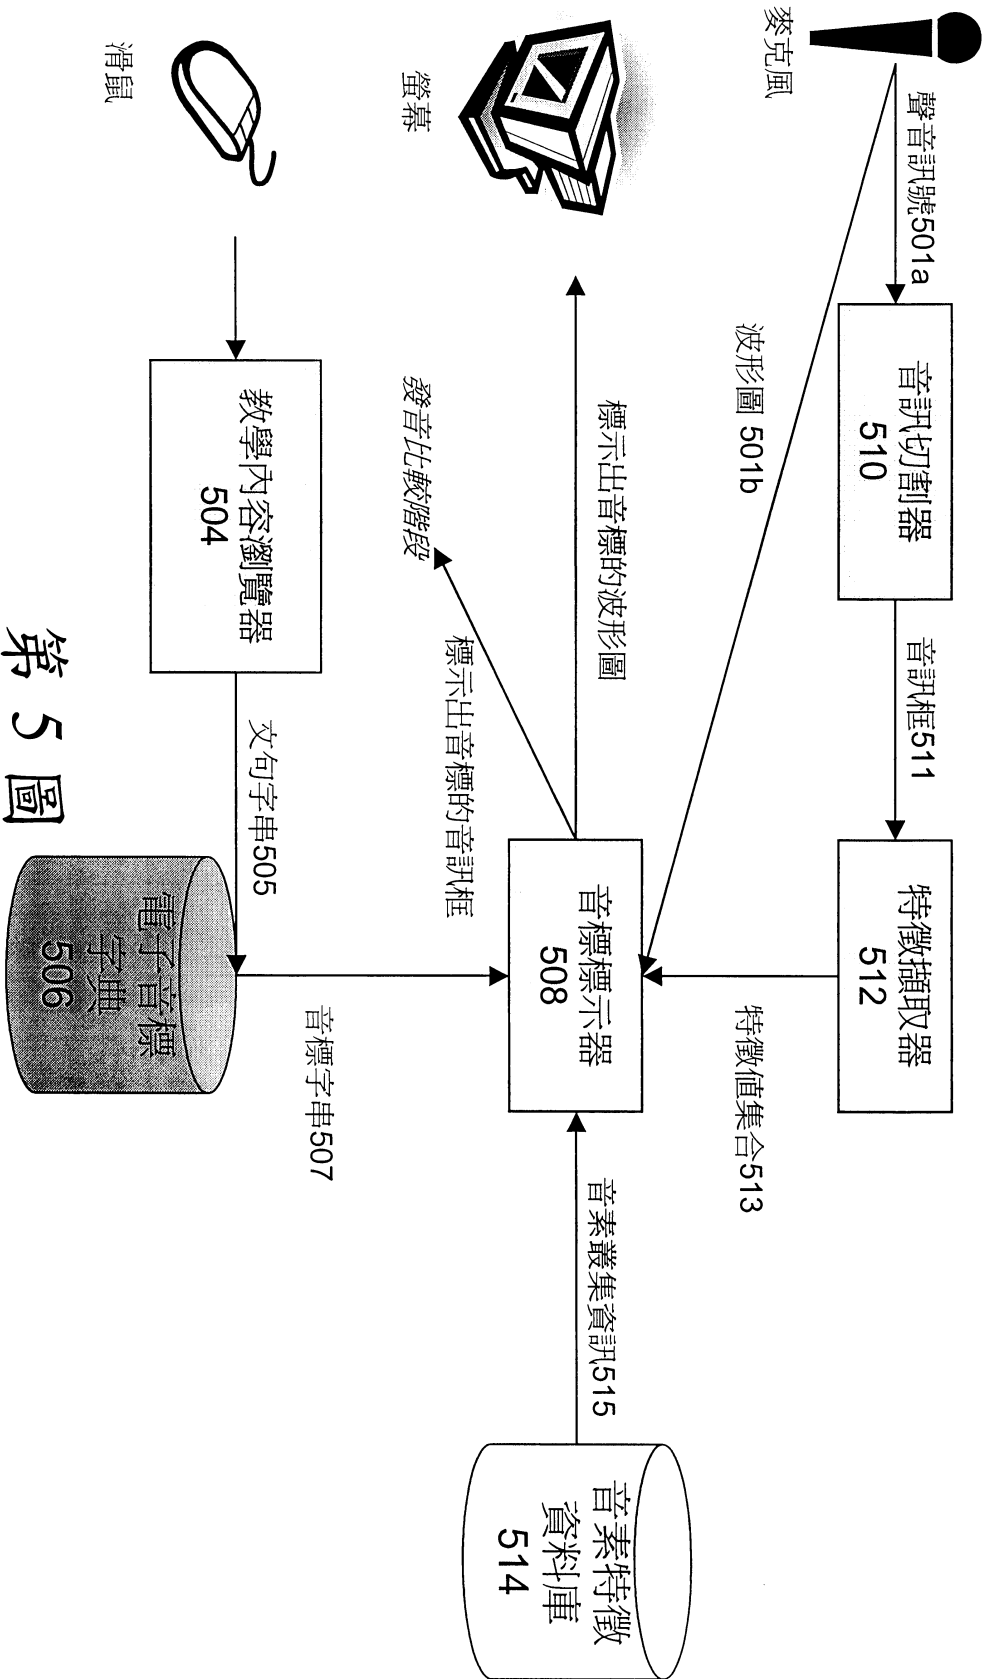 麥克風
聲音訊號501a
音訊切割器
510
音訊框511
特徵擷取器
512
波形圖 501b
特徵值集合513
螢幕
標示出音標的波形圖
音標標示器
508
音素叢集資訊515
音素特徵
資料庫
514
發音比較階段
標示出音標的音訊框
滑鼠
教學內容瀏覽器
504
文句字串505
音標字串507
電子音標
字典
506
第5圖